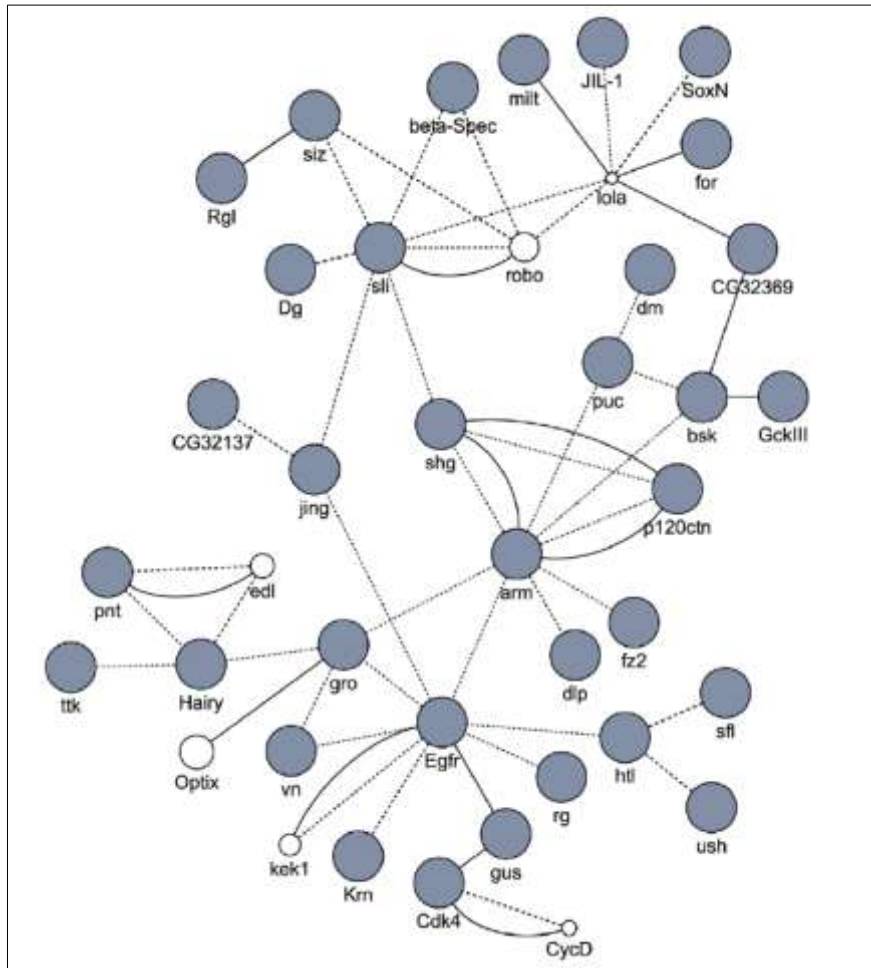 milt
JIL-1
SoxN
beta-Spec
siz
for
lola
Rgl
CG32369
sli
robo
Dg
dm
puc
bsk
GckIII
CG32137
shg
jing
p120ctn
arm
edl
pnt
fz2
gro
dlp
Hairy
ttk
sfl
Egfr
htl
Optix
vn
rg
ush
kek1
gus
Krn
Cdk4
CycD